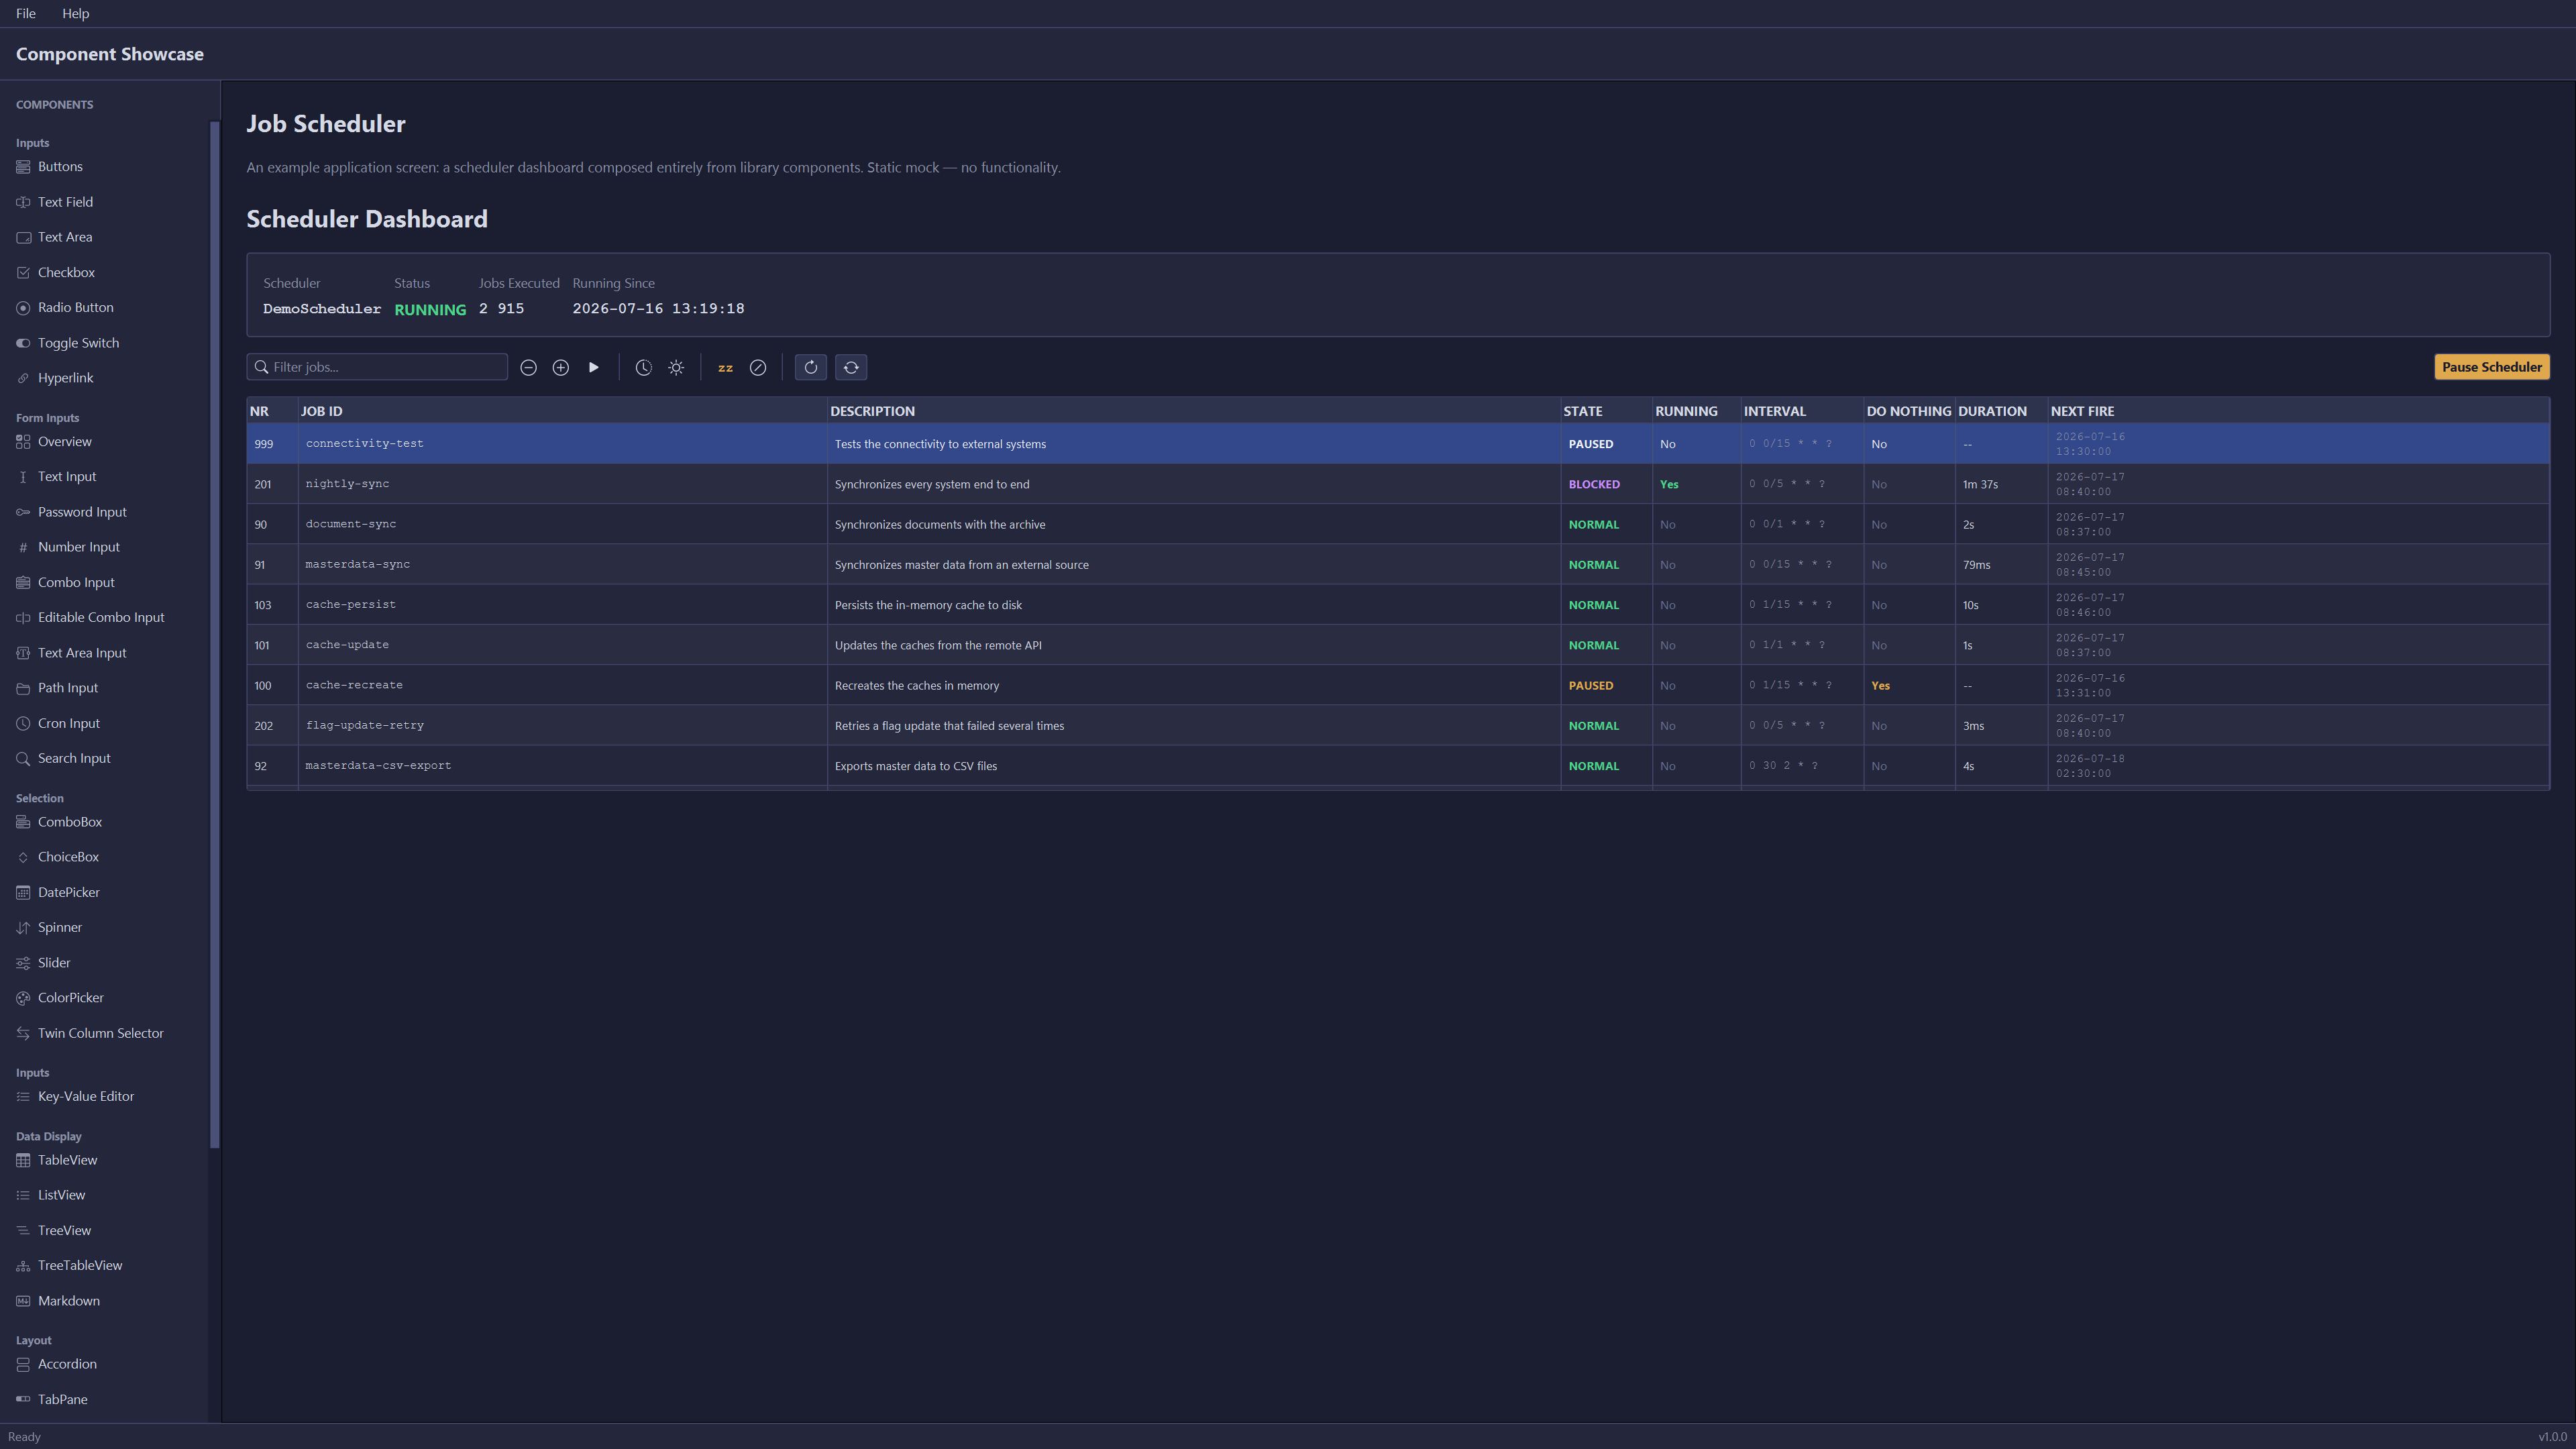 File Help
Component Showcase
COMPONENTS
Inputs
Buttons
Text Field
Text Area
Checkbox
Radio Button
Toggle Switch
Hyperlink
Form Inputs
Overview
Text Input
Password Input
Number Input
Combo Input
Editable Combo Input
Text Area Input
Path Input
Cron Input
Search Input
Selection
ComboBox
ChoiceBox
DatePicker
Spinner
Slider
ColorPicker
Twin Column Selector
Inputs
Key-Value Editor
Data Display
TableView
ListView
TreeView
TreeTableView
Markdown
Layout
Accordion
TabPane
Job Scheduler
An example application screen: a scheduler dashboard composed entirely from library components. Static mock — no functionality.
Scheduler Dashboard
Scheduler Status Jobs Executed Running Since
DemoScheduler RUNNING 2 915 2026-07-16 13:19:18
Filter jobs... zz Pause Scheduler
NR JOB ID DESCRIPTION STATE RUNNING INTERVAL DO NOTHING DURATION NEXT FIRE
999 connectivity-test Tests the connectivity to external systems PAUSED No 0 0/15 * * ? No -- 2026-07-16
13:30:00
201 nightly-sync Synchronizes every system end to end BLOCKED Yes 0 0/5 * * ? No 1m 37s 2026-07-17
08:40:00
90 document-sync Synchronizes documents with the archive NORMAL No 0 0/1 * * ? No 2s 2026-07-17
08:37:00
91 masterdata-sync Synchronizes master data from an external source NORMAL No 0 0/15 * * ? No 79ms 2026-07-17
08:45:00
103 cache-persist Persists the in-memory cache to disk NORMAL No 0 1/15 * * ? No 10s 2026-07-17
08:46:00
101 cache-update Updates the caches from the remote API NORMAL No 0 1/1 * * ? No 1s 2026-07-17
08:37:00
100 cache-recreate Recreates the caches in memory PAUSED No 0 1/15 * * ? Yes -- 2026-07-16
13:31:00
202 flag-update-retry Retries a flag update that failed several times NORMAL No 0 0/5 * * ? No 3ms 2026-07-17
08:40:00
92 masterdata-csv-export Exports master data to CSV files NORMAL No 0 30 2 * ? No 4s 2026-07-18
02:30:00
Ready v1.0.0